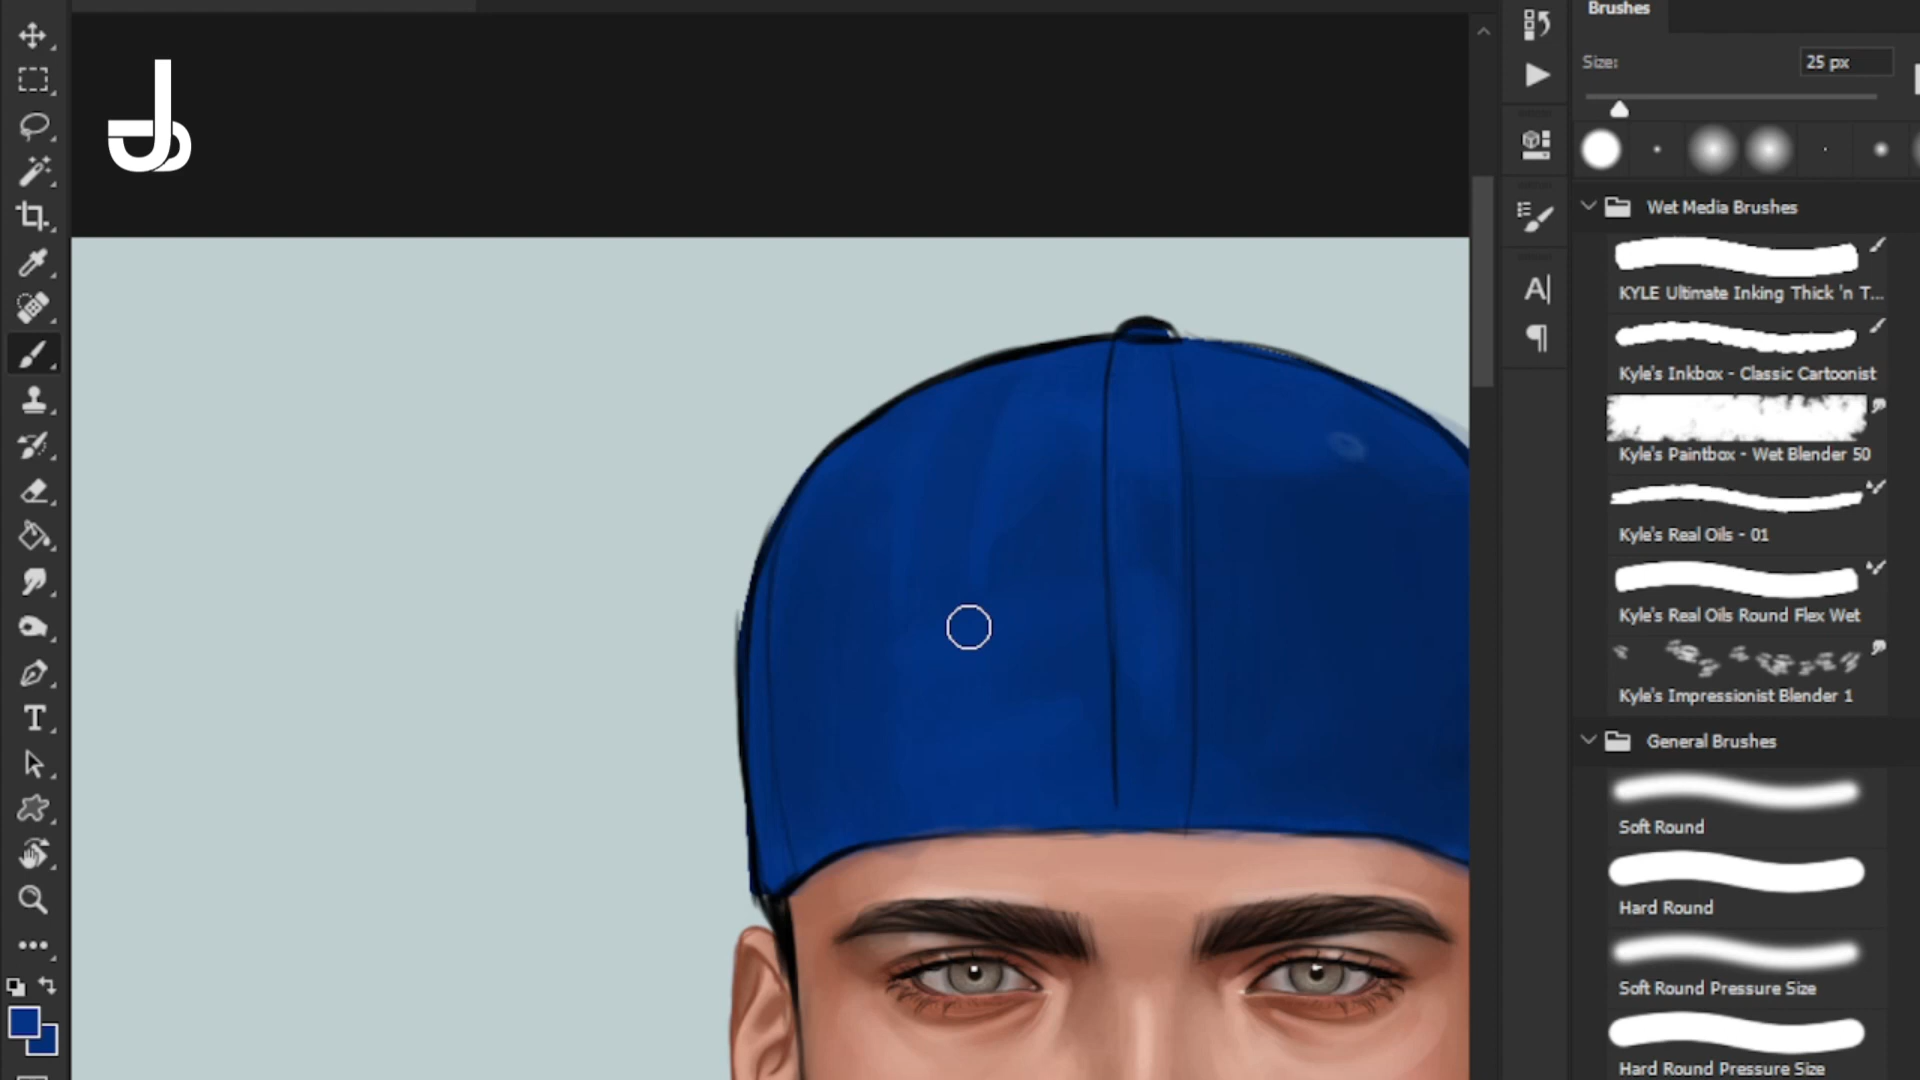 Brushes
Size:
25 px
Wet Media Brushes
KYLE Ultimate Inking Thick 'n T...
Kyle's Inkbox - Classic Cartoonist
Kyle's Paintbox - Wet Blender 50
Kyle's Real Oils - 01
Kyle's Real Oils Round Flex Wet
Kyle's Impressionist Blender 1
General Brushes
Soft Round
Hard Round
Soft Round Pressure Size
Hard Round Pressure Size